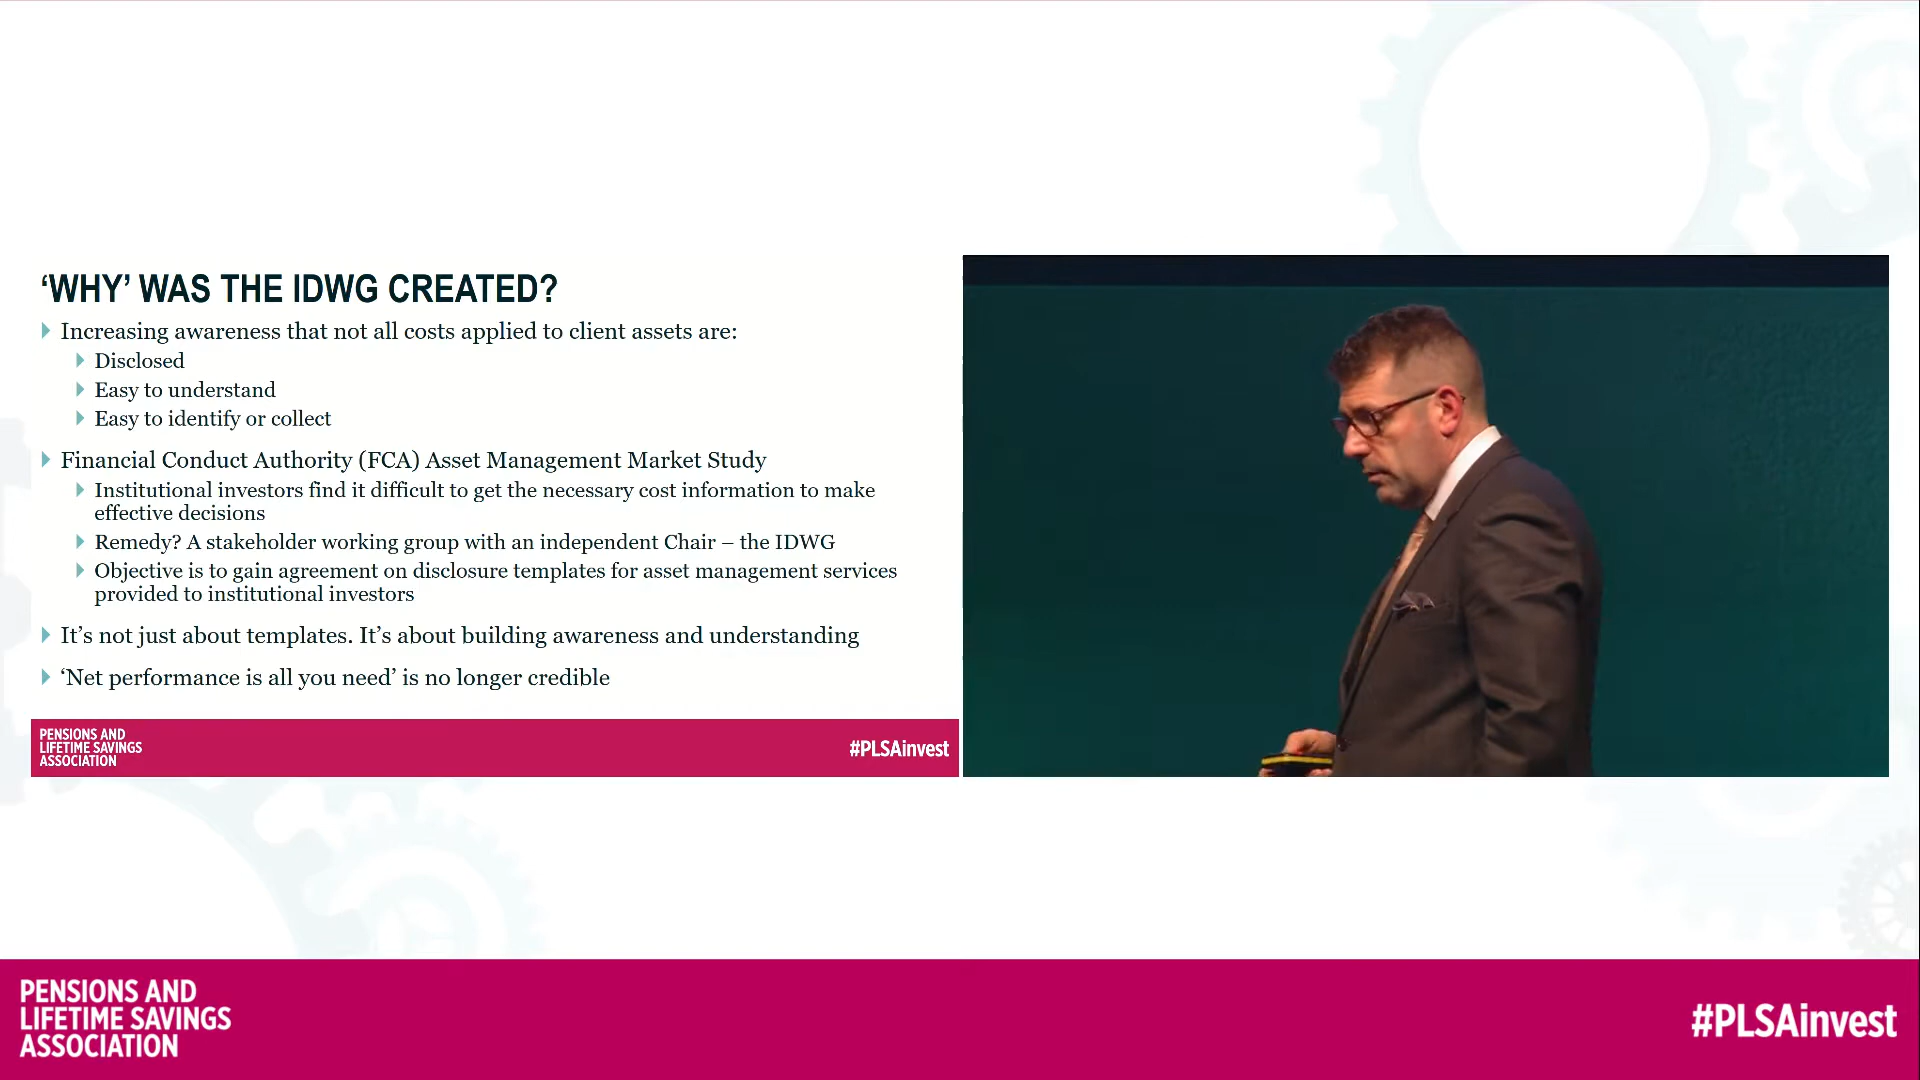 ‘WHY’ WAS THE IDWG CREATED?
Increasing awareness that not all costs applied to client assets are:
Disclosed
Easy to understand
Easy to identify or collect
Financial Conduct Authority (FCA) Asset Management Market Study
Institutional investors find it difficult to get the necessary cost information to make
effective decisions
Remedy? A stakeholder working group with an independent Chair – the IDWG
Objective is to gain agreement on disclosure templates for asset management services
provided to institutional investors
It’s not just about templates. It’s about building awareness and understanding
‘Net performance is all you need’ is no longer credible
PENSIONS AND
LIFETIME SAVINGS
ASSOCIATION
#PLSAinvest
PENSIONS AND
LIFETIME SAVINGS
ASSOCIATION
#PLSAinvest